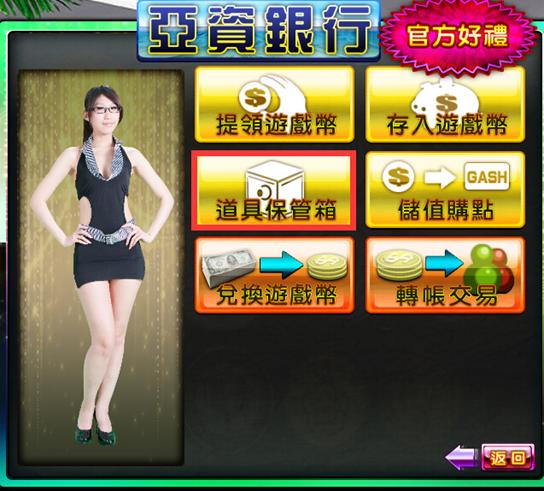 亞資銀行
官方好禮
提領遊戲幣
存入遊戲幣
道具保管箱
GASH
儲值購點
兌換遊戲幣
轉帳交易
返回